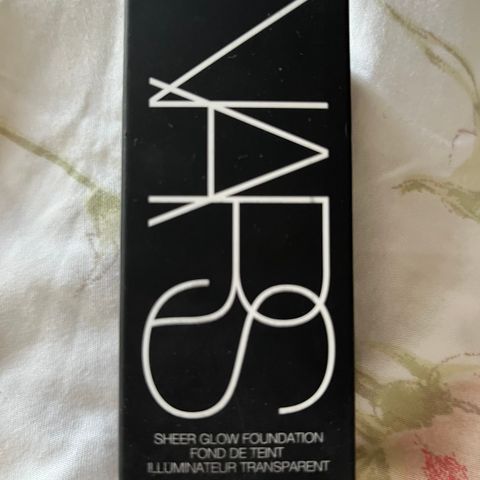 NARS
SHEER GLOW FOUNDATION
FOND DE TEINT
ILLUMINATEUR TRANSPARENT